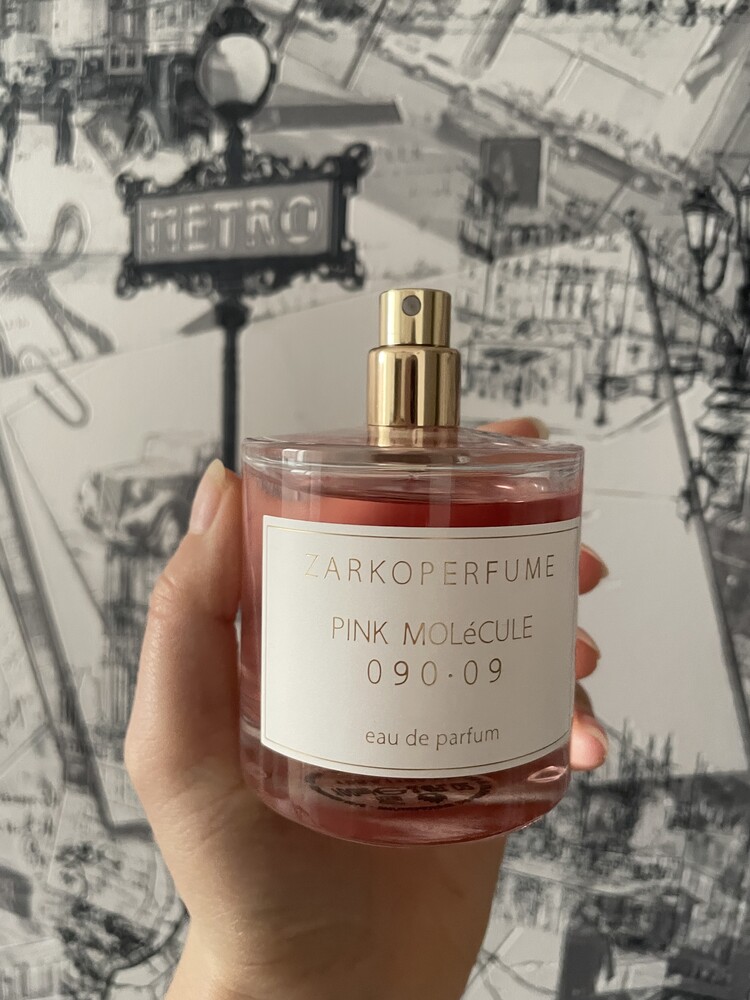 METRO
ZARKOPERFUME
PINK MOLéCULE
090·09
eau de parfum